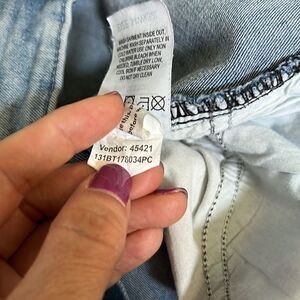 WASH GARMENT INSIDE OUT.
MACHINE WASH SEPARATELY IN
COLD WATER USE ONLY NON
CHLORINE BLEACH WHEN
NEEDED. TUMBLE DRY LOW.
COOL IRON IF NECESSARY
DO NOT DRY CLEAN
Vendor: 45421
131BT178034PC